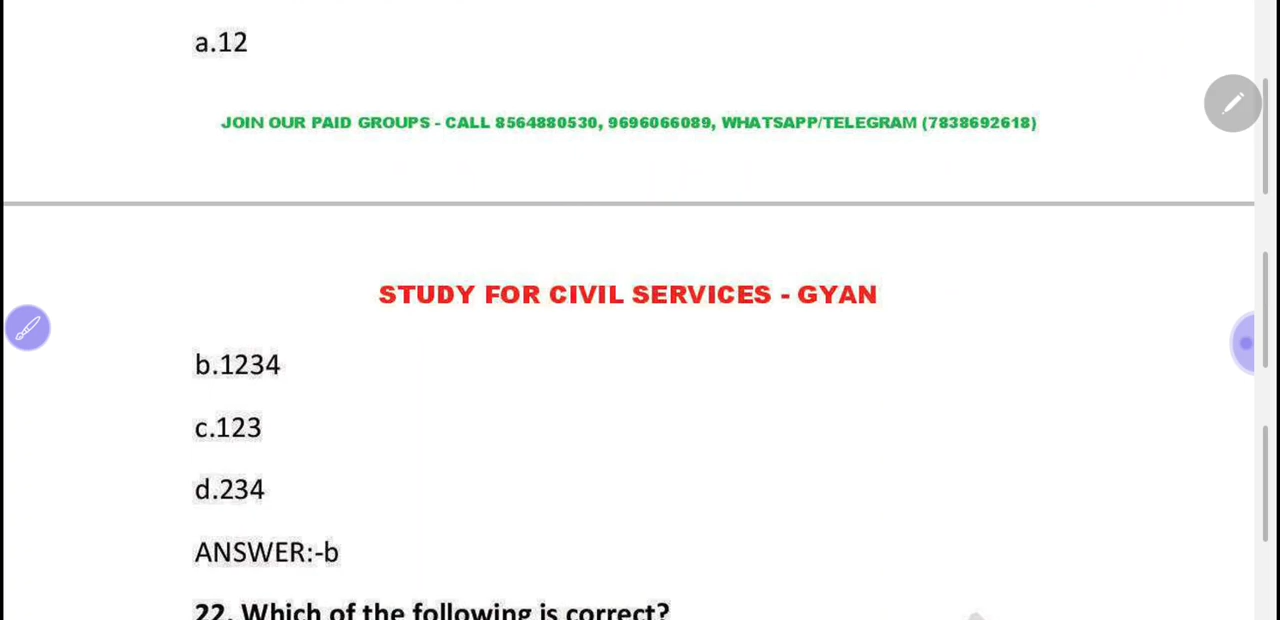 a.12
JOIN OUR PAID GROUPS - CALL 8564880530, 9696066089, WHATSAPP/TELEGRAM (7838692618)
STUDY FOR CIVIL SERVICES - GYAN
b.1234
c.123
d.234
ANSWER:-b
22. Which of the following is correct?